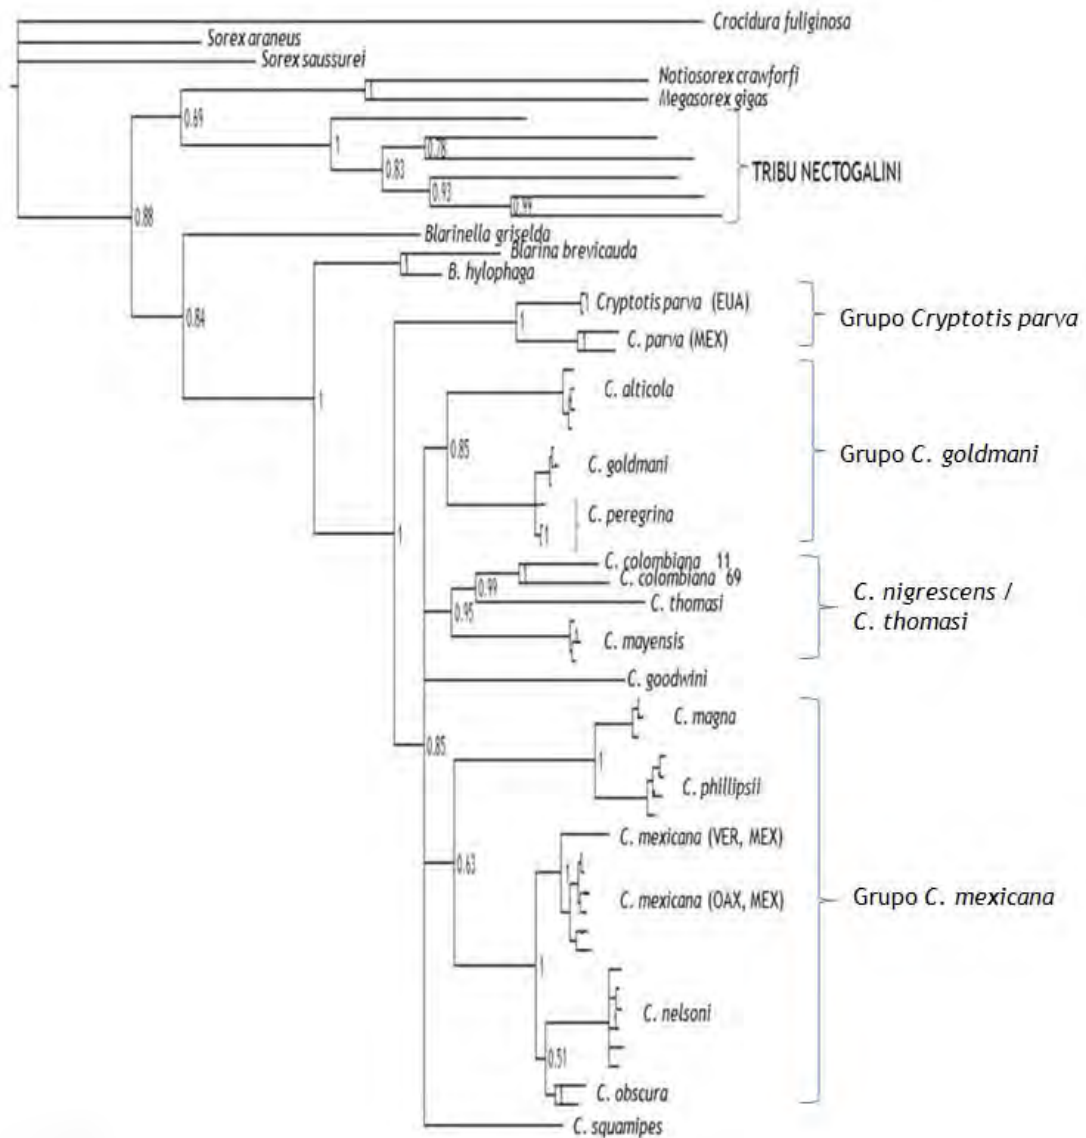 Crocidura fuliginosa
Sorex araneus
Sorex saussurei
Notiosorex crawforfi
Megasorex gigas
0.69
1
0.78
0.83
0.93
0.99
TRIBU NECTOGALINI
0.88
Blarinella griselda
Blarina brevicauda
1
B. hylophaga
0.84
Cryptotis parva (EUA)
1
1
C. parva (MEX)
1
Grupo Cryptotis parva
1
C. alticola
0.85
Grupo C. goldmani
C. goldmani
C. peregrina
1
1
C. colombiana 11
C. colombiana 69
1
0.99
C. thomasi
0.95
C. mayensis
C. nigrescens /
C. thomasi
C. goodwini
C. magna
0.85
1
C. phillipsii
C. mexicana (VER, MEX)
0.63
1
C. mexicana (OAX, MEX)
Grupo C. mexicana
1
C. nelsoni
0.51
C. obscura
1
C. squamipes